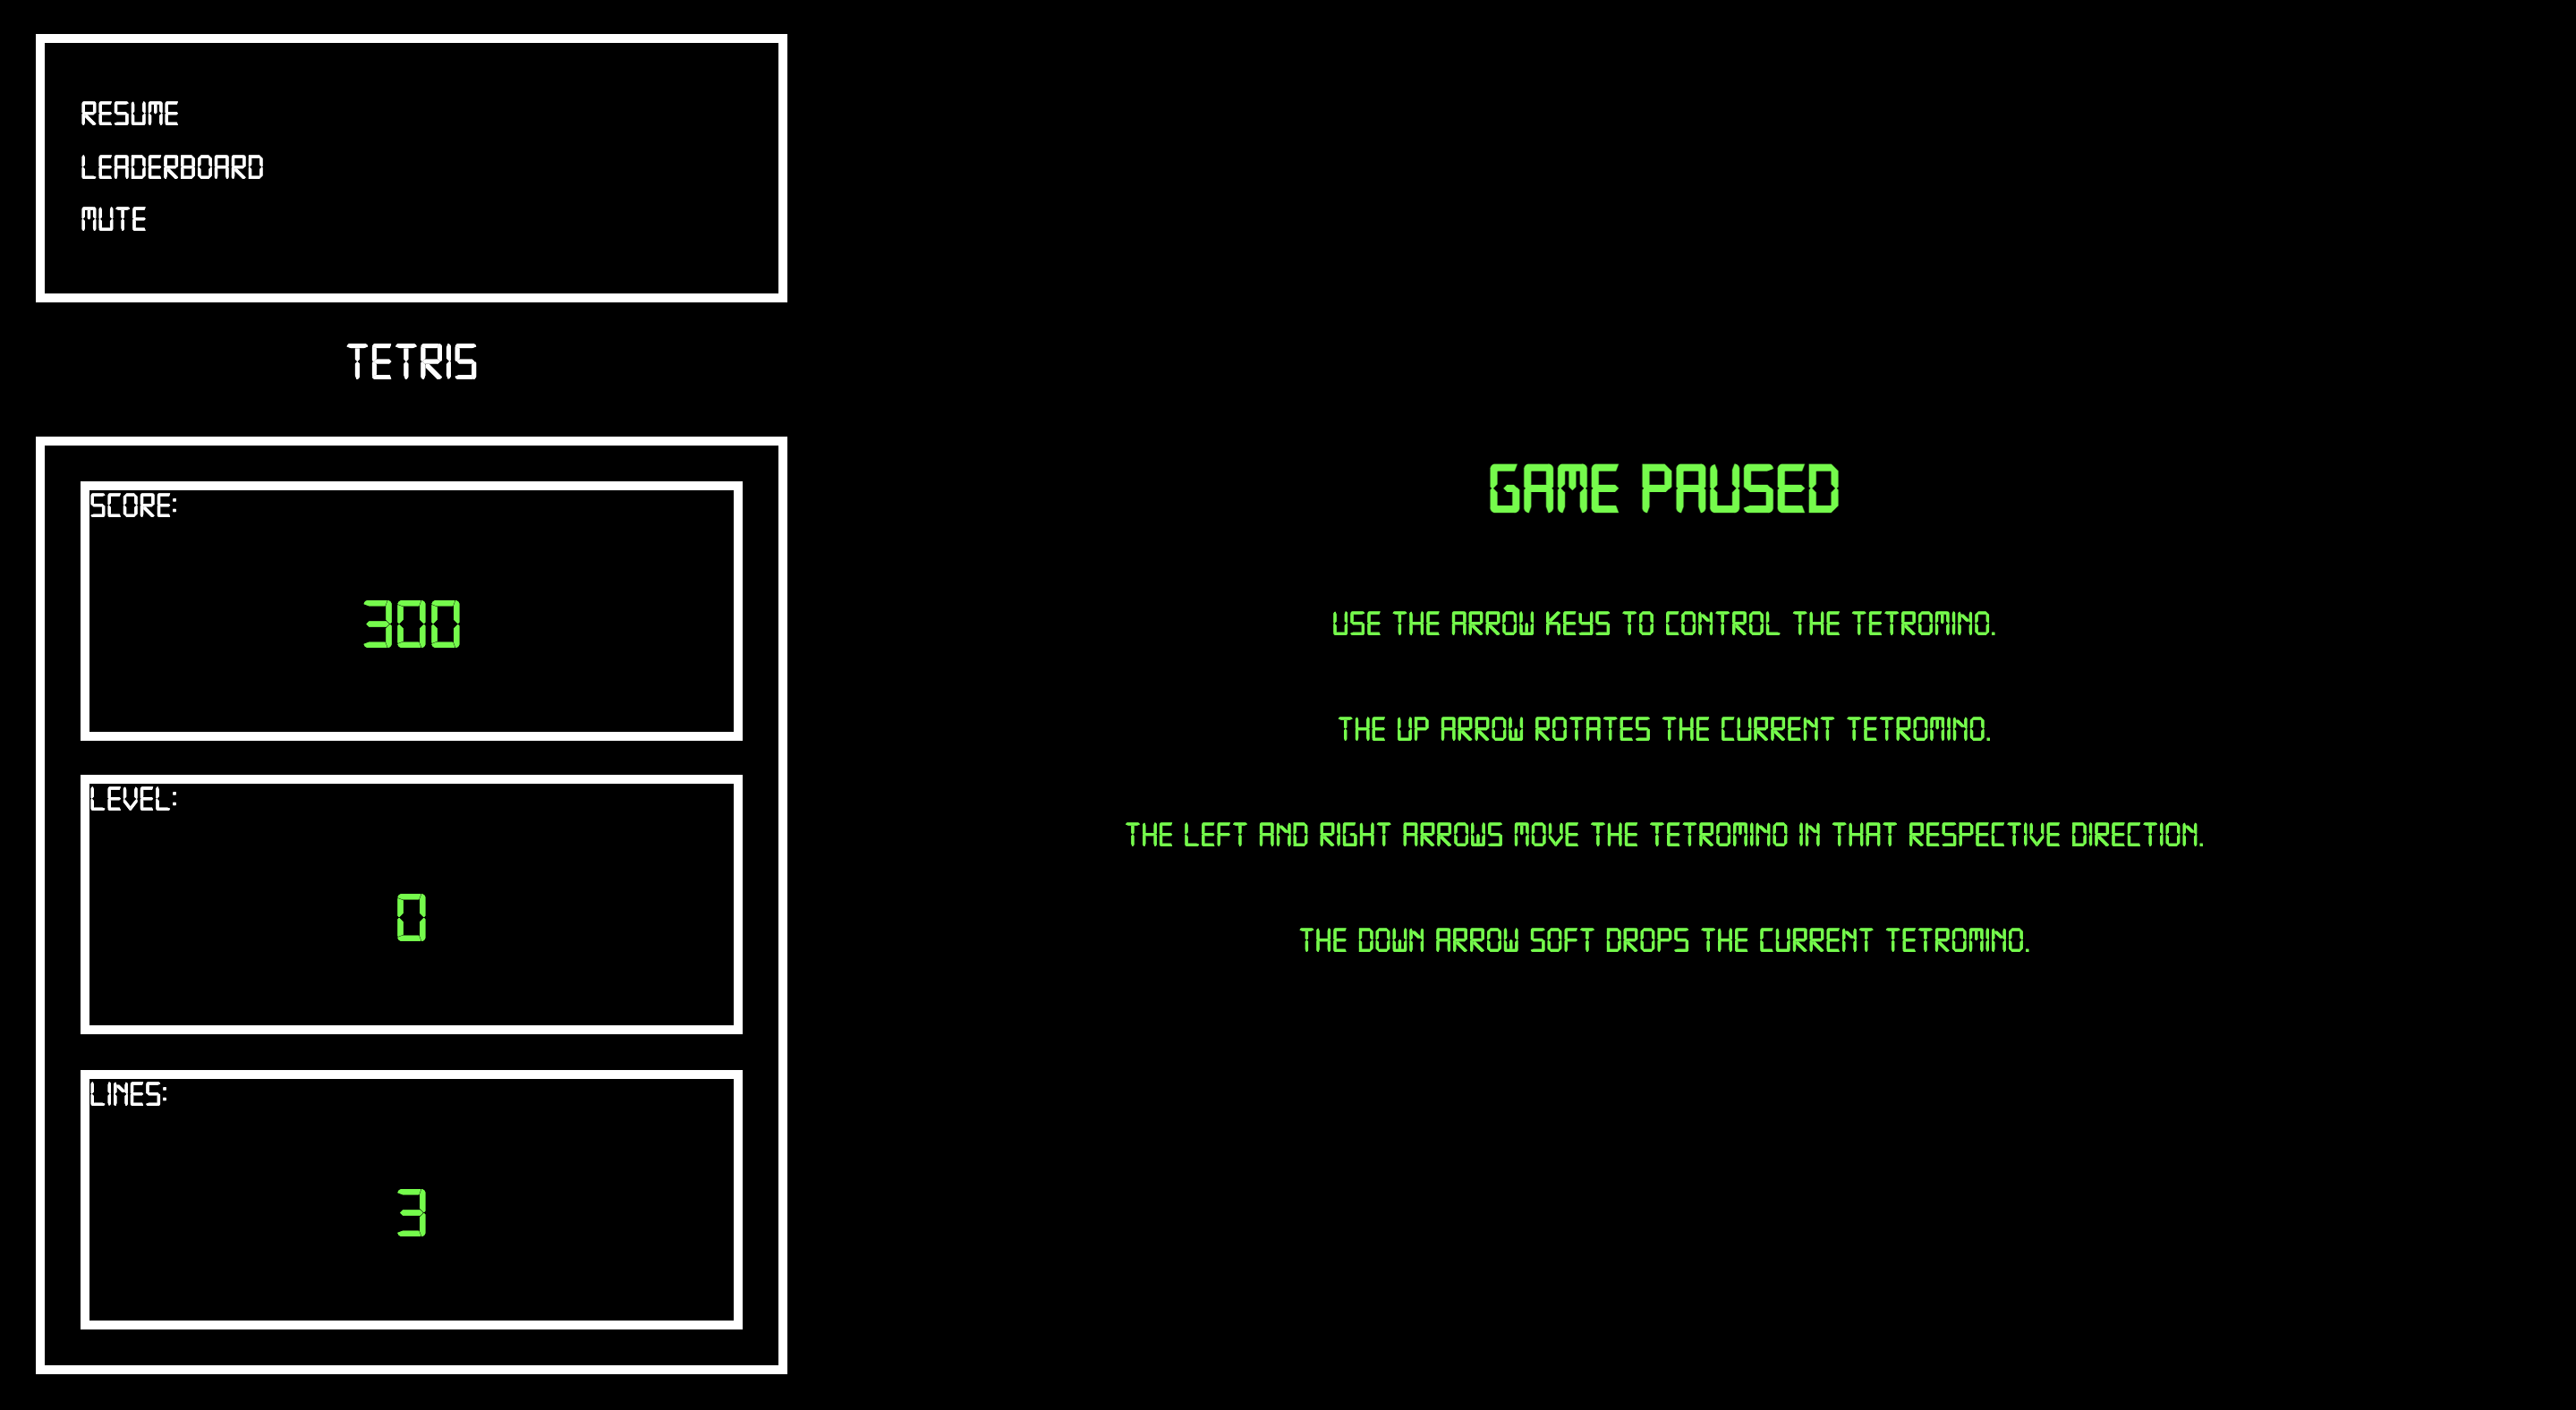 RESUME
LEADERBOARD
MUTE
TETRIS
SCORE:
300
LEVEL:
0
LINES:
3
GAME PAUSED
USE THE ARROW KEYS TO CONTROL THE TETROMINO.
THE UP ARROW ROTATES THE CURRENT TETROMINO.
THE LEFT AND RIGHT ARROWS MOVE THE TETROMINO IN THAT RESPECTIVE DIRECTION.
THE DOWN ARROW SOFT DROPS THE CURRENT TETROMINO.